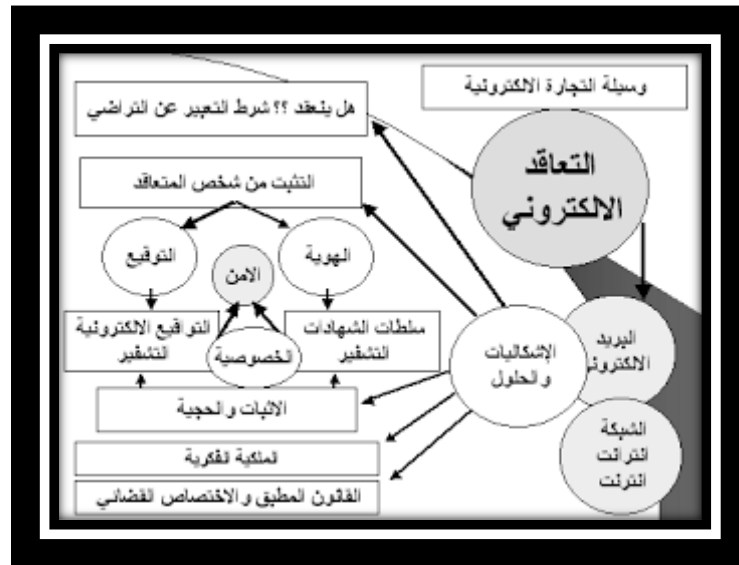 وسيلة التجارة الالكترونية
هل ينعقد ؟؟ شرط التعبير عن التراضي
التعاقد
الالكتروني
التثبت من شخص المتعاقد
الهوية
التوقيع
الامن
سلطات الشهادات
التشفير
التواقيع الالكترونية
التشفير
الخصوصية
البريد
الالكتروني
الإشكاليات
والحلول
الاثبات والحجية
الشبكة
انترانت
انترنت
الملكية الفكرية
القانون المطبق والاختصاص القضائي